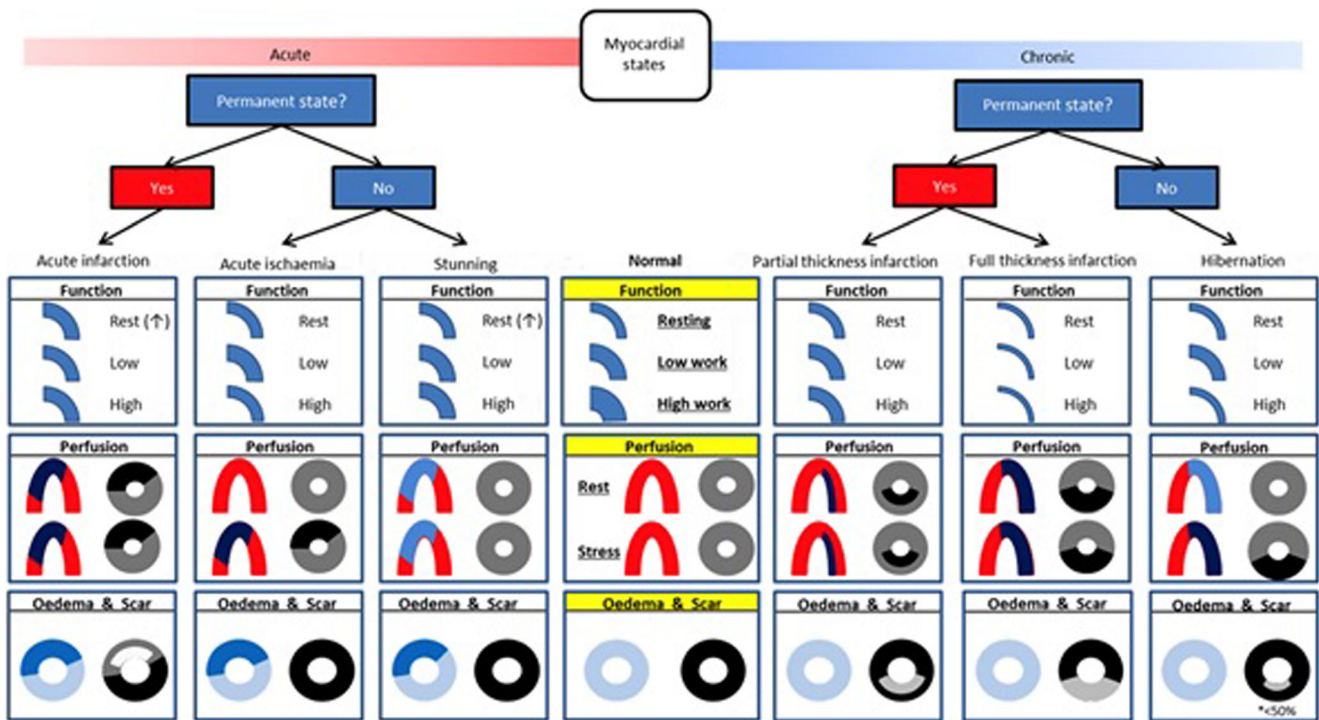 Myocardial
states
Acute
Chronic
Permanent state?
Permanent state?
Yes
No
Yes
No
Acute infarction
Acute ischaemia
Stunning
Normal
Partial thickness infarction
Full thickness infarction
Hibernation
Function
Rest (↑)
Low
High
Function
Rest
Low
High
Function
Rest (↑)
Low
High
Function
Resting
Low work
High work
Function
Rest
Low
High
Function
Rest
Low
High
Function
Rest
Low
High
Perfusion
Perfusion
Perfusion
Perfusion
Rest
Stress
Perfusion
Perfusion
Perfusion
Oedema & Scar
Oedema & Scar
Oedema & Scar
Oedema & Scar
Oedema & Scar
Oedema & Scar
Oedema & Scar
*<50%